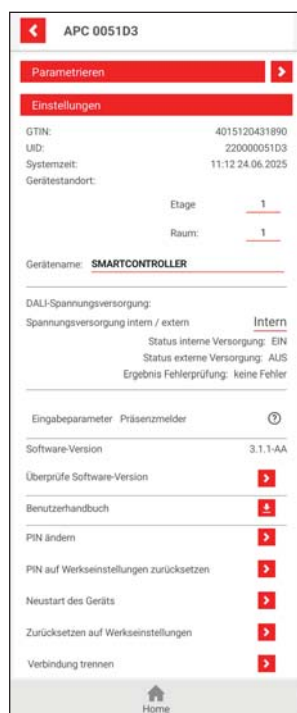 APC 0051D3
Parametrieren
Einstellungen
GTIN: 4015120431890
UID: 220000051D3
Systemzeit: 11:12 24.06.2025
Gerätestandort:
Etage 1
Raum: 1
Gerätename: SMARTCONTROLLER
DALI-Spannungsversorgung:
Spannungsversorgung intern / extern Intern
Status interne Versorgung: EIN
Status externe Versorgung: AUS
Ergebnis Fehlerprüfung: keine Fehler
Eingabeparameter Präsenzmelder ?
Software-Version 3.1.1-AA
Überprüfe Software-Version
Benutzerhandbuch
PIN ändern
PIN auf Werkseinstellungen zurücksetzen
Neustart des Geräts
Zurücksetzen auf Werkseinstellungen
Verbindung trennen
Home